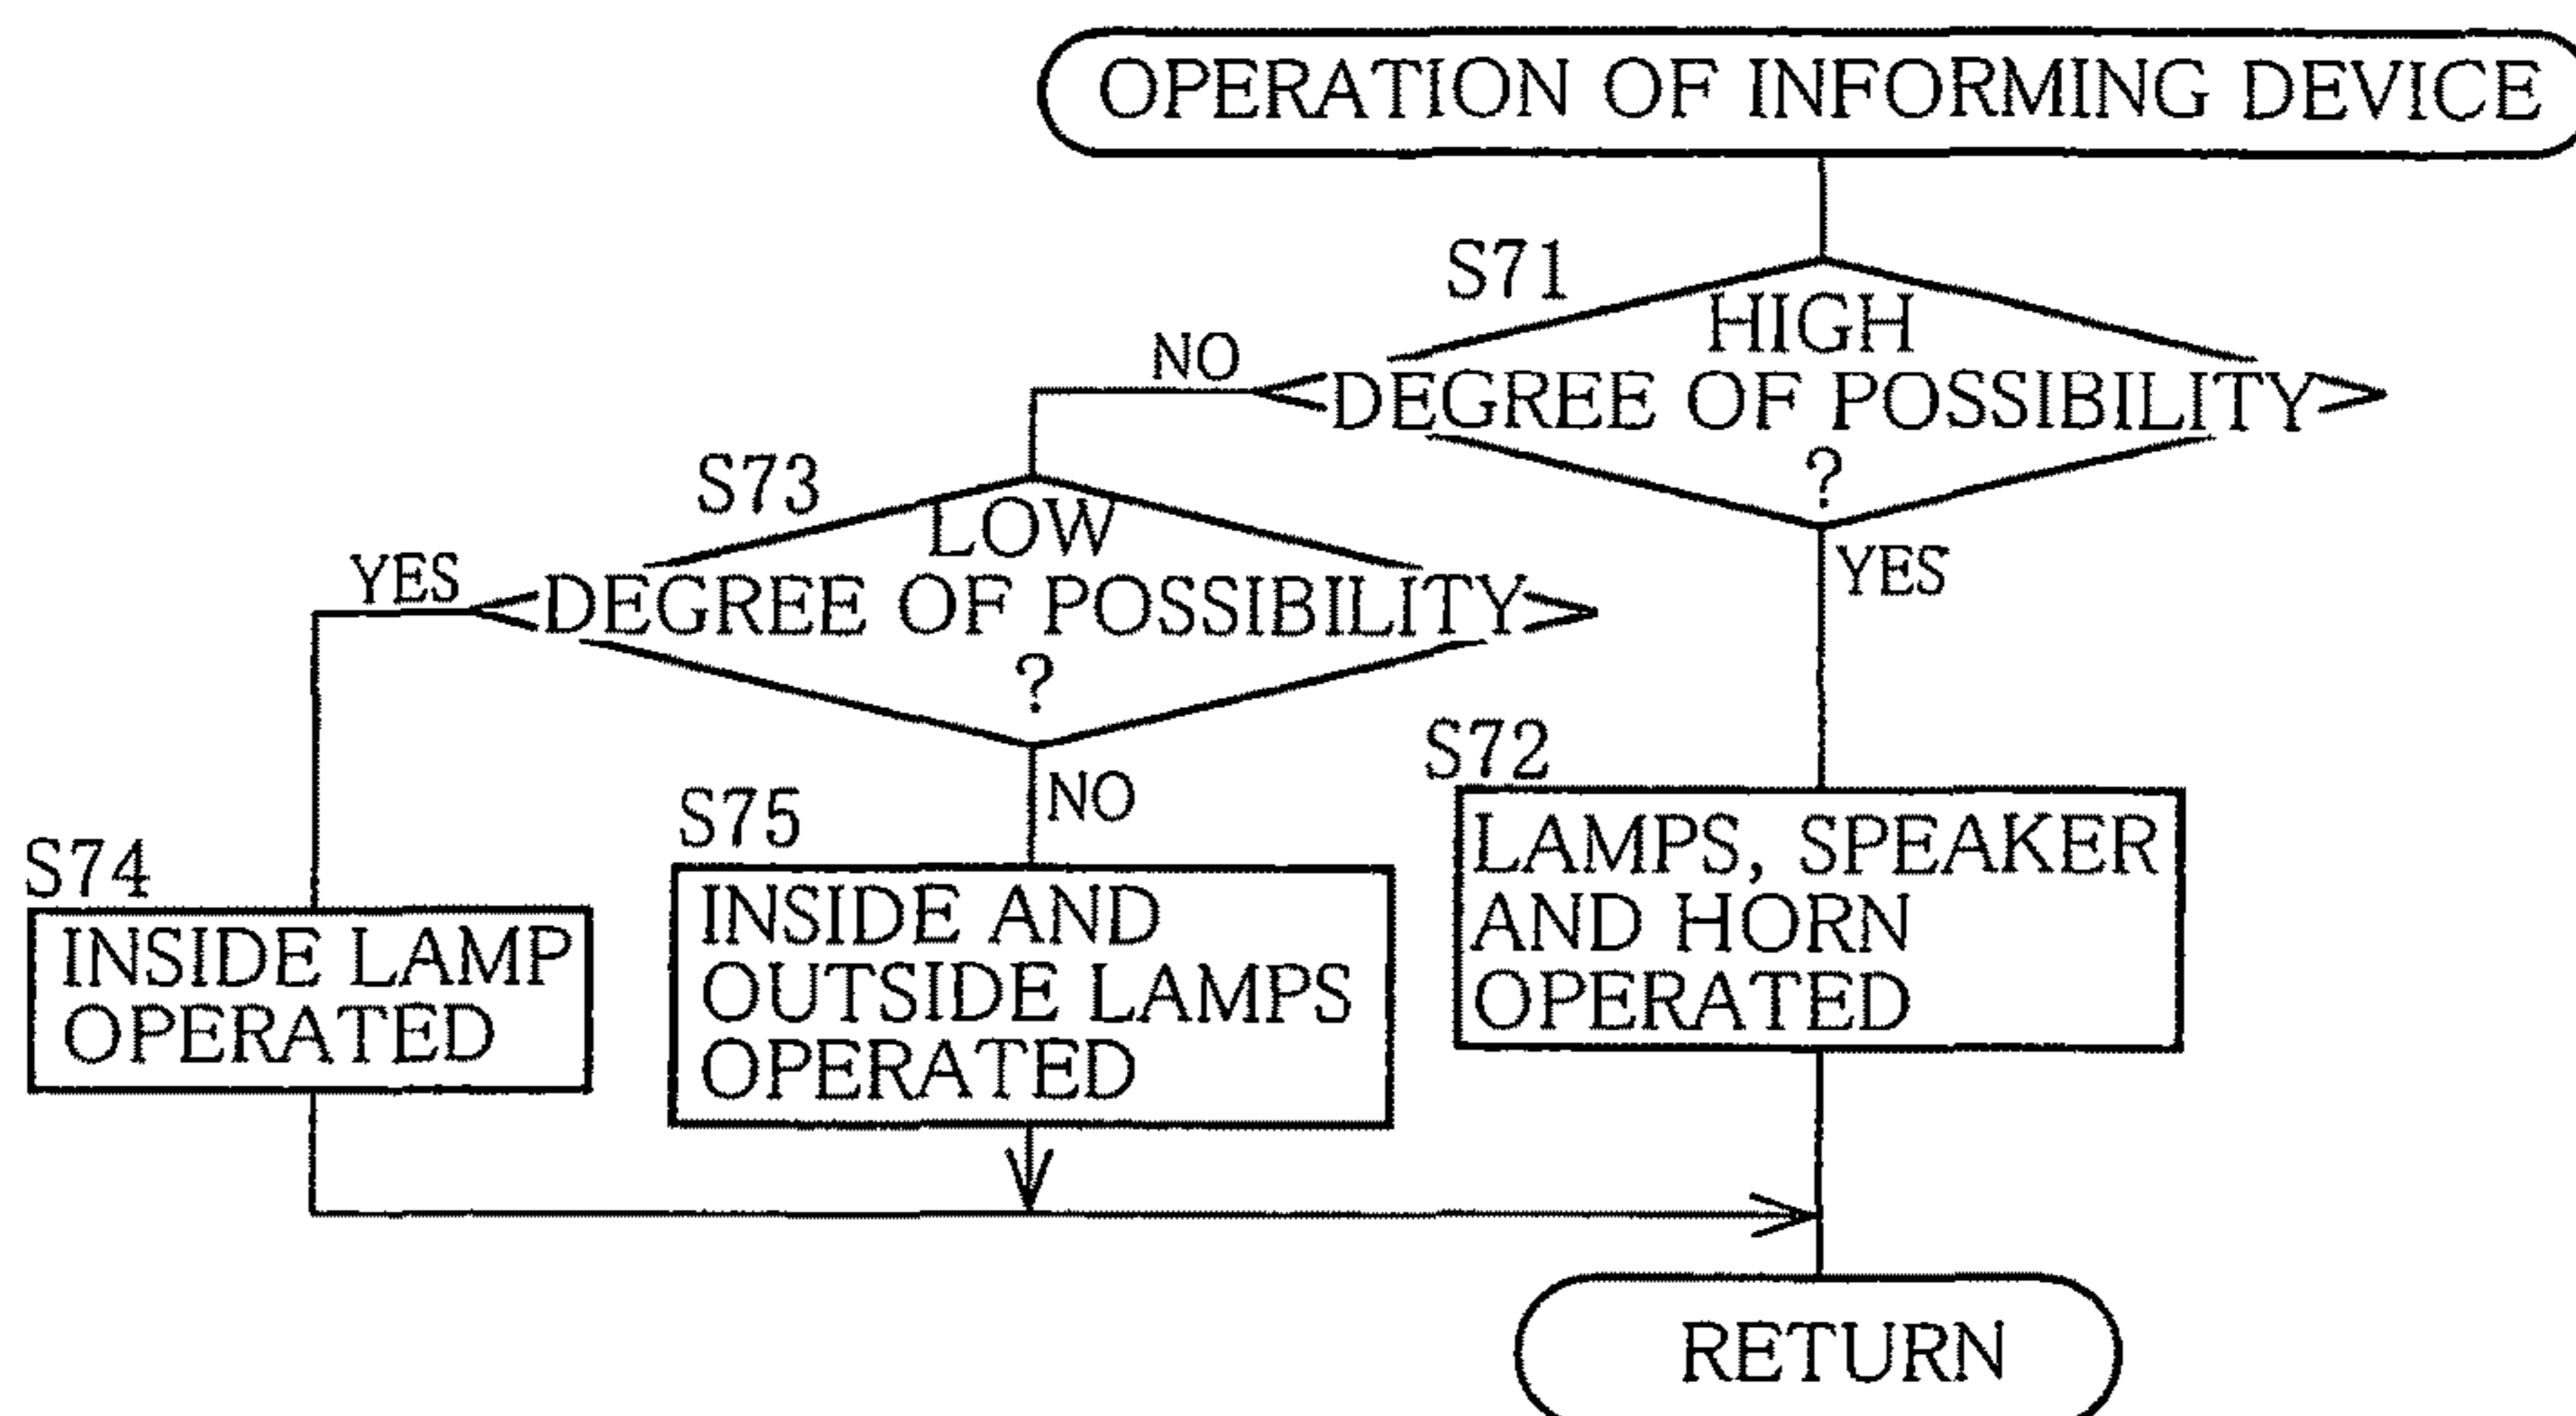 OPERATION OF INFORMING DEVICE
S71
HIGH
DEGREE OF POSSIBILITY
?
NO
YES
S73
LOW
DEGREE OF POSSIBILITY
?
YES
NO
S72
LAMPS, SPEAKER
AND HORN
OPERATED
S75
INSIDE AND
OUTSIDE LAMPS
OPERATED
S74
INSIDE LAMP
OPERATED
RETURN